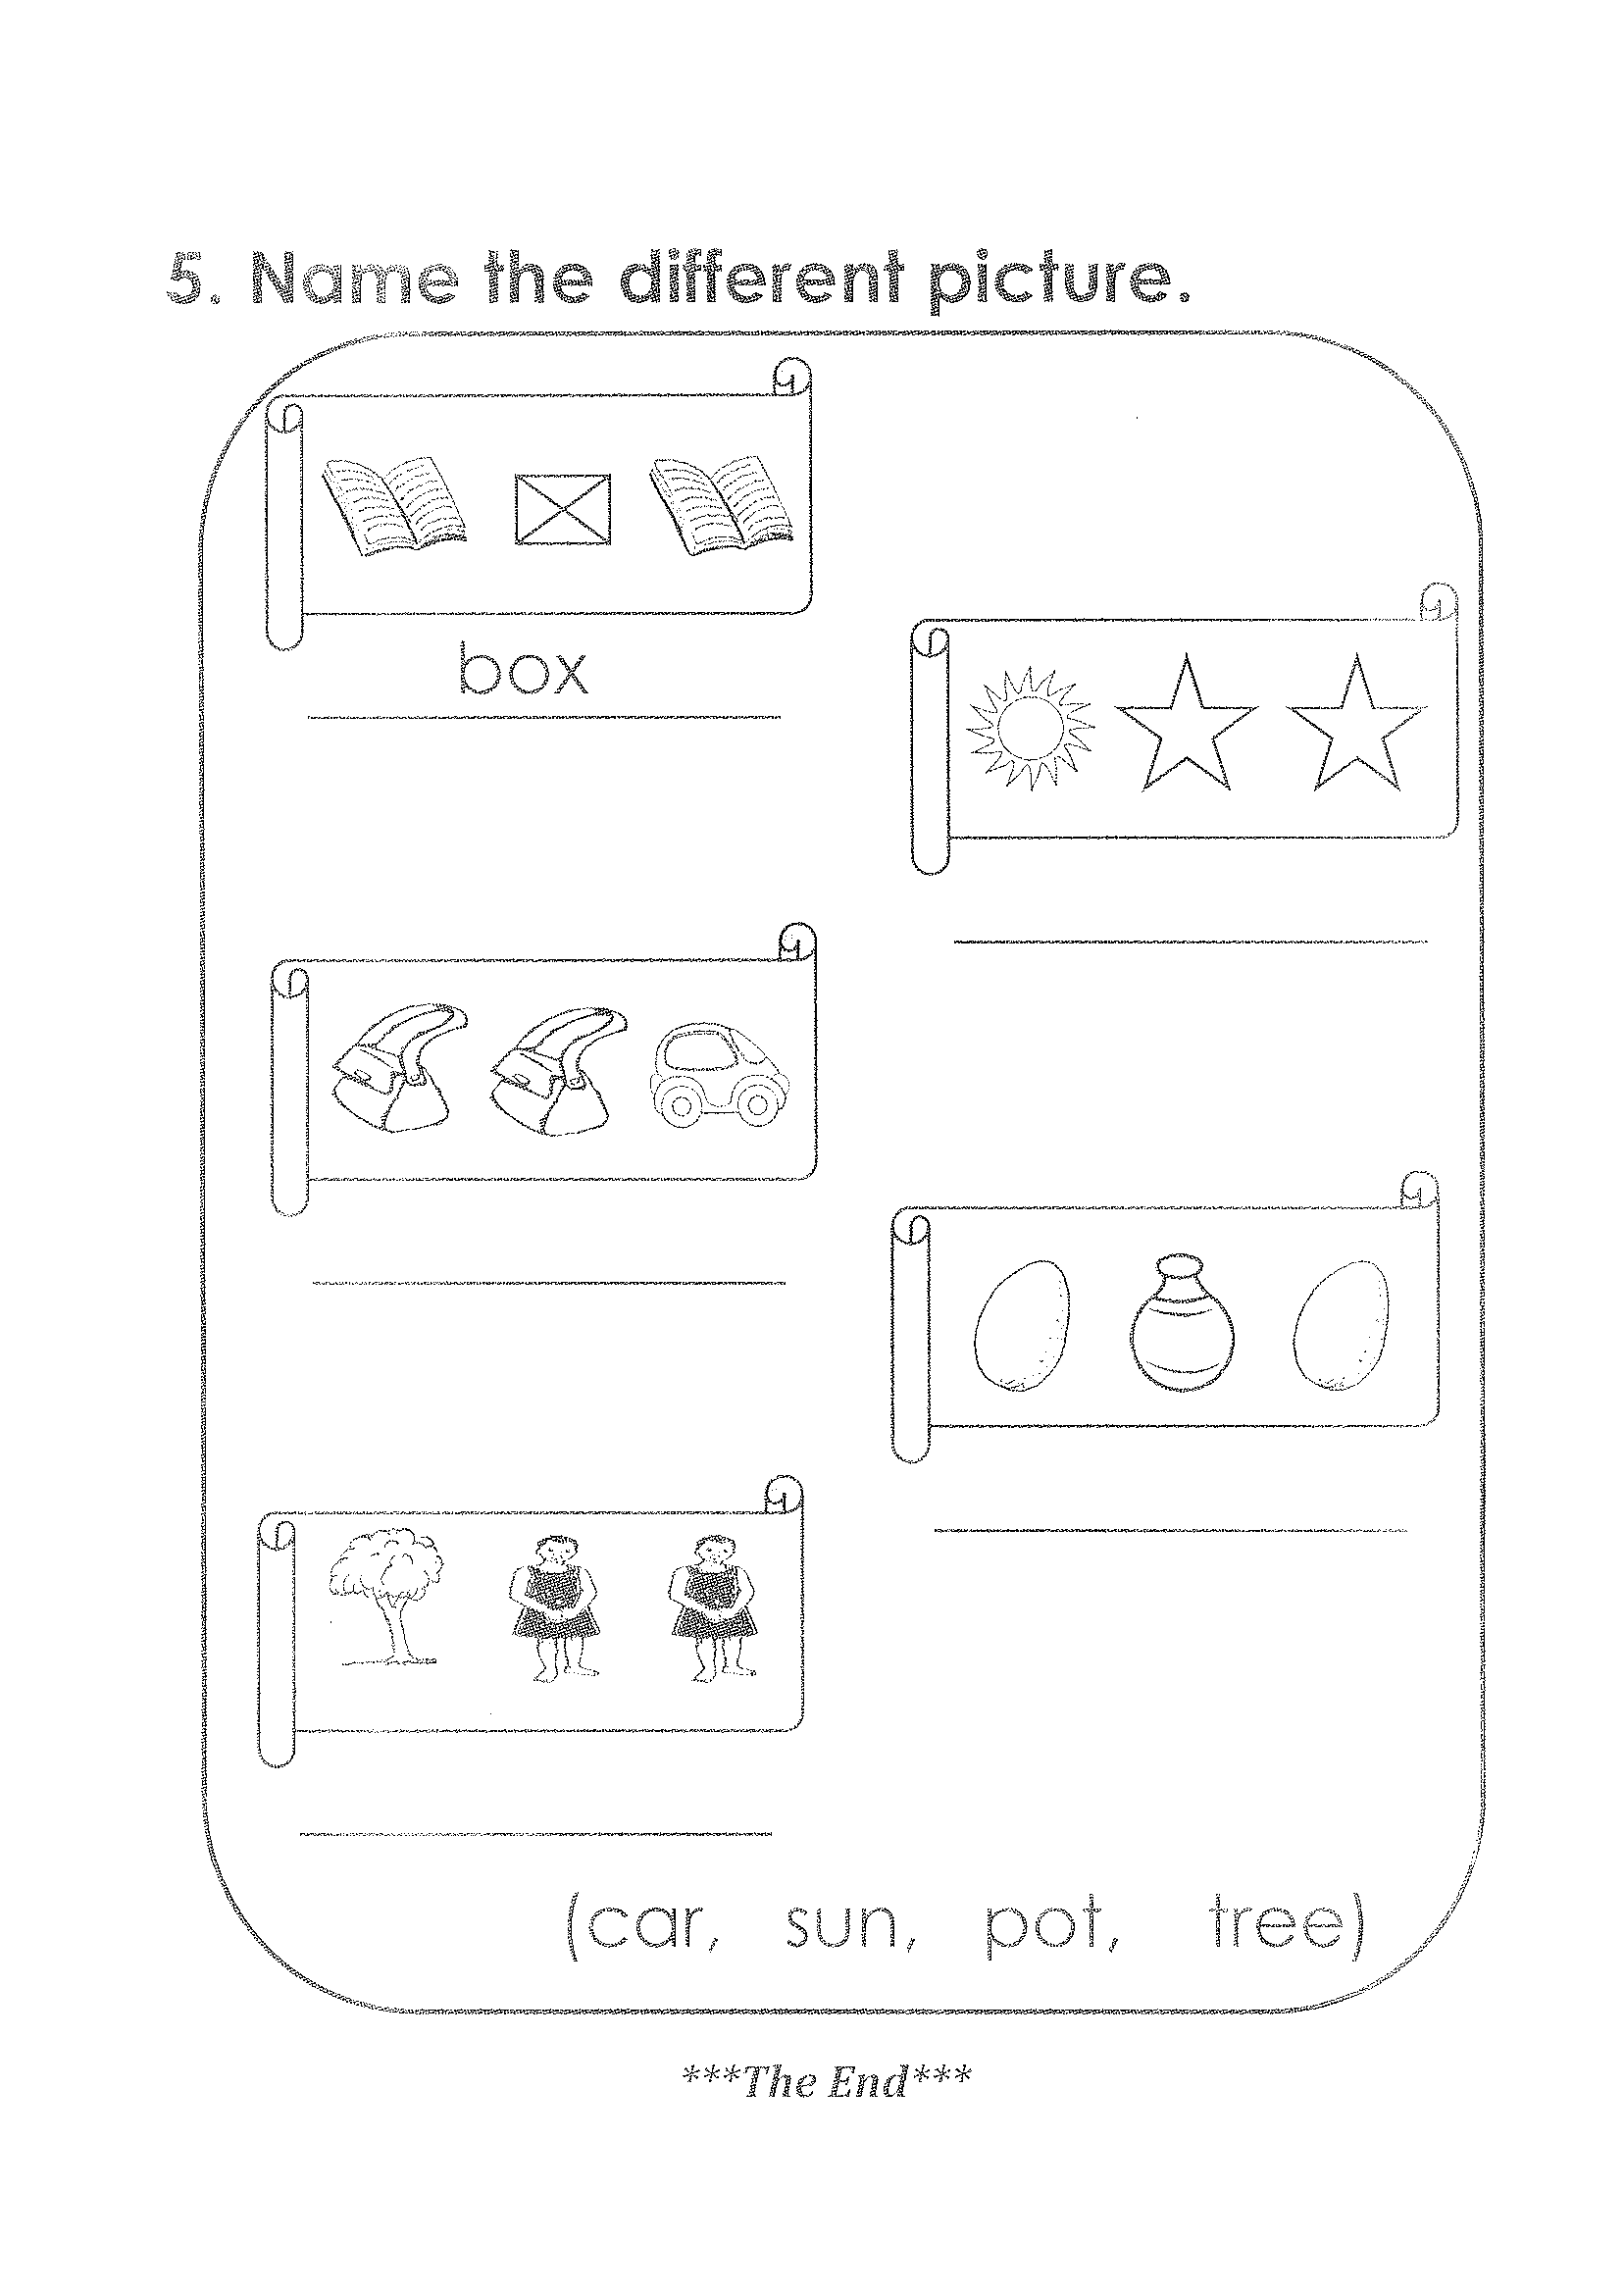 5. Name the different picture.
box
(car, sun, pot, tree)
***The End***